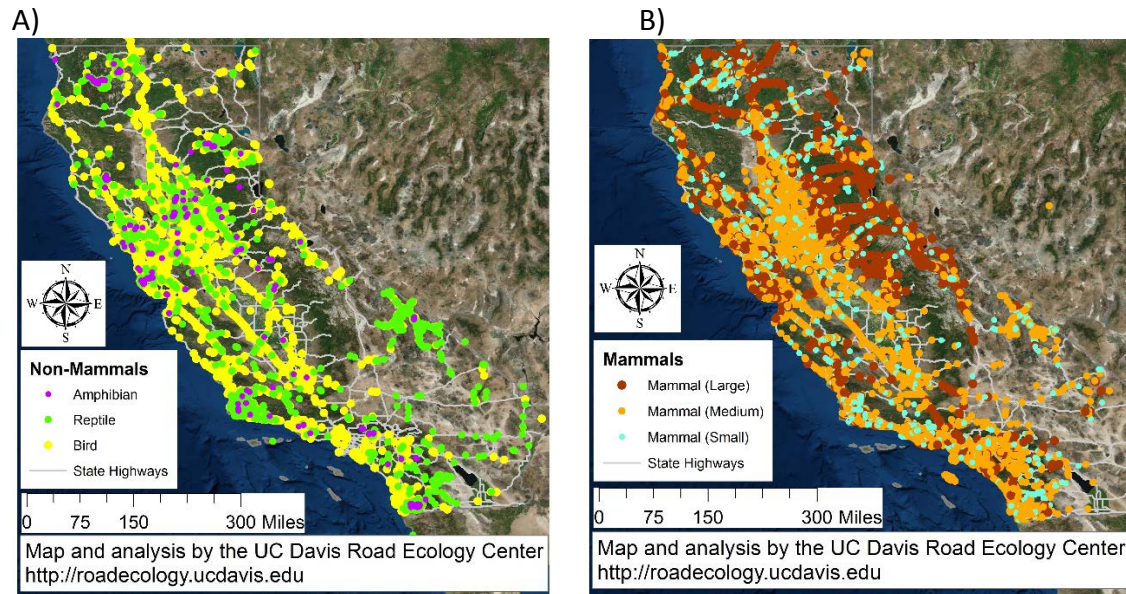 A)
N
W E
S
Non-Mammals
Amphibian
Reptile
Bird
State Highways
0 75 150 300 Miles
Map and analysis by the UC Davis Road Ecology Center
http://roadecology.ucdavis.edu
B)
N
W E
S
Mammals
Mammal (Large)
Mammal (Medium)
Mammal (Small)
State Highways
0 75 150 300 Miles
Map and analysis by the UC Davis Road Ecology Center
http://roadecology.ucdavis.edu